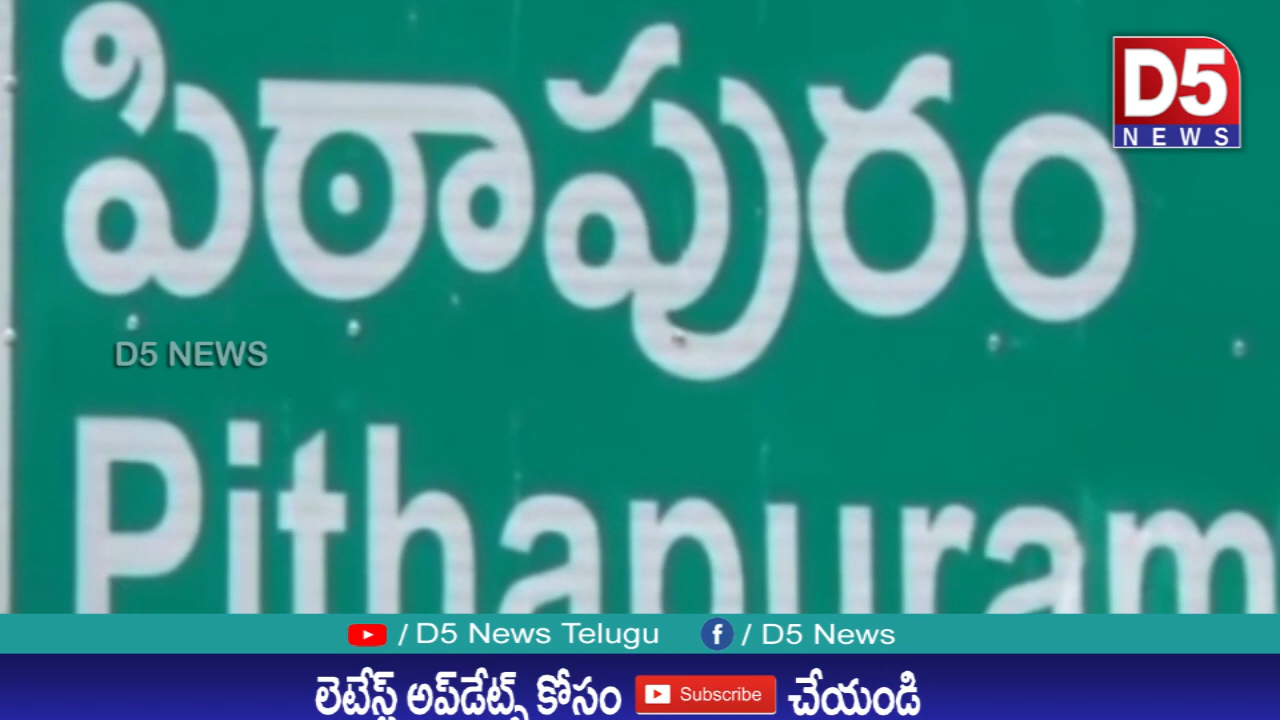 పిఠాపురం
D5
NEWS
D5 NEWS
Pithapuram
/ D5 News Telugu / D5 News
లెటేస్ట్ అప్‌డేట్స్ కోసం Subscribe చేయండి